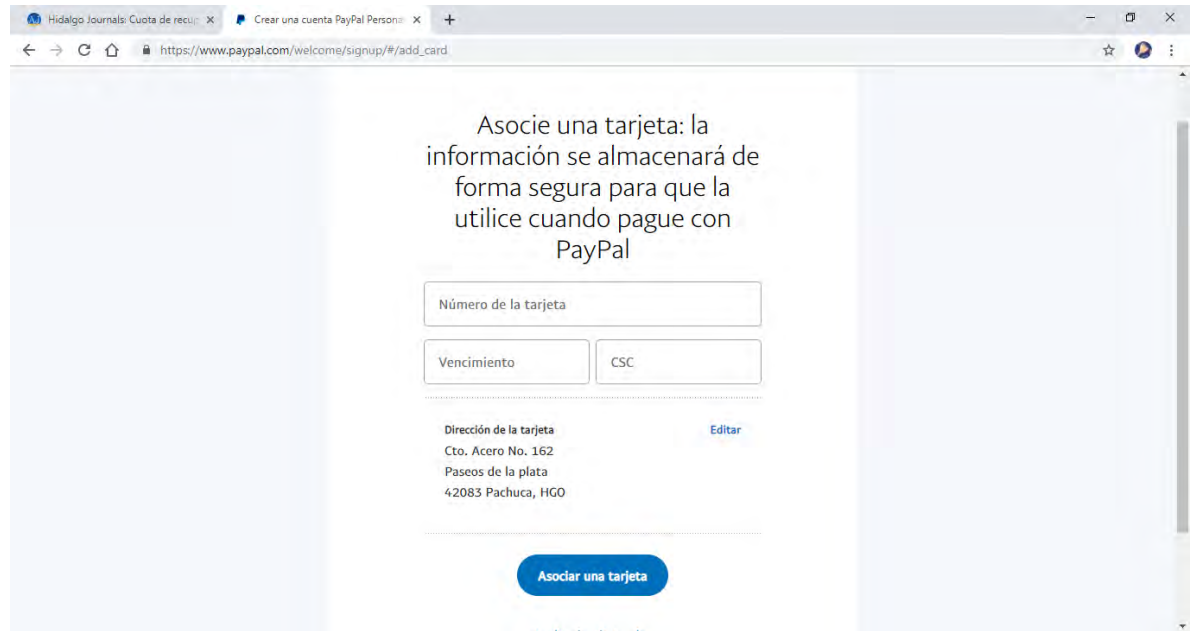 Hidalgo Journals: Cuota de recup
Crear una cuenta PayPal Persona
https://www.paypal.com/welcome/signup/#/add_card
Asocie una tarjeta: la
información se almacenará de
forma segura para que la
utilice cuando pague con
PayPal
Número de la tarjeta
Vencimiento CSC
Dirección de la tarjeta Editar
Cto. Acero No. 162
Paseos de la plata
42083 Pachuca, HGO
Asociar una tarjeta